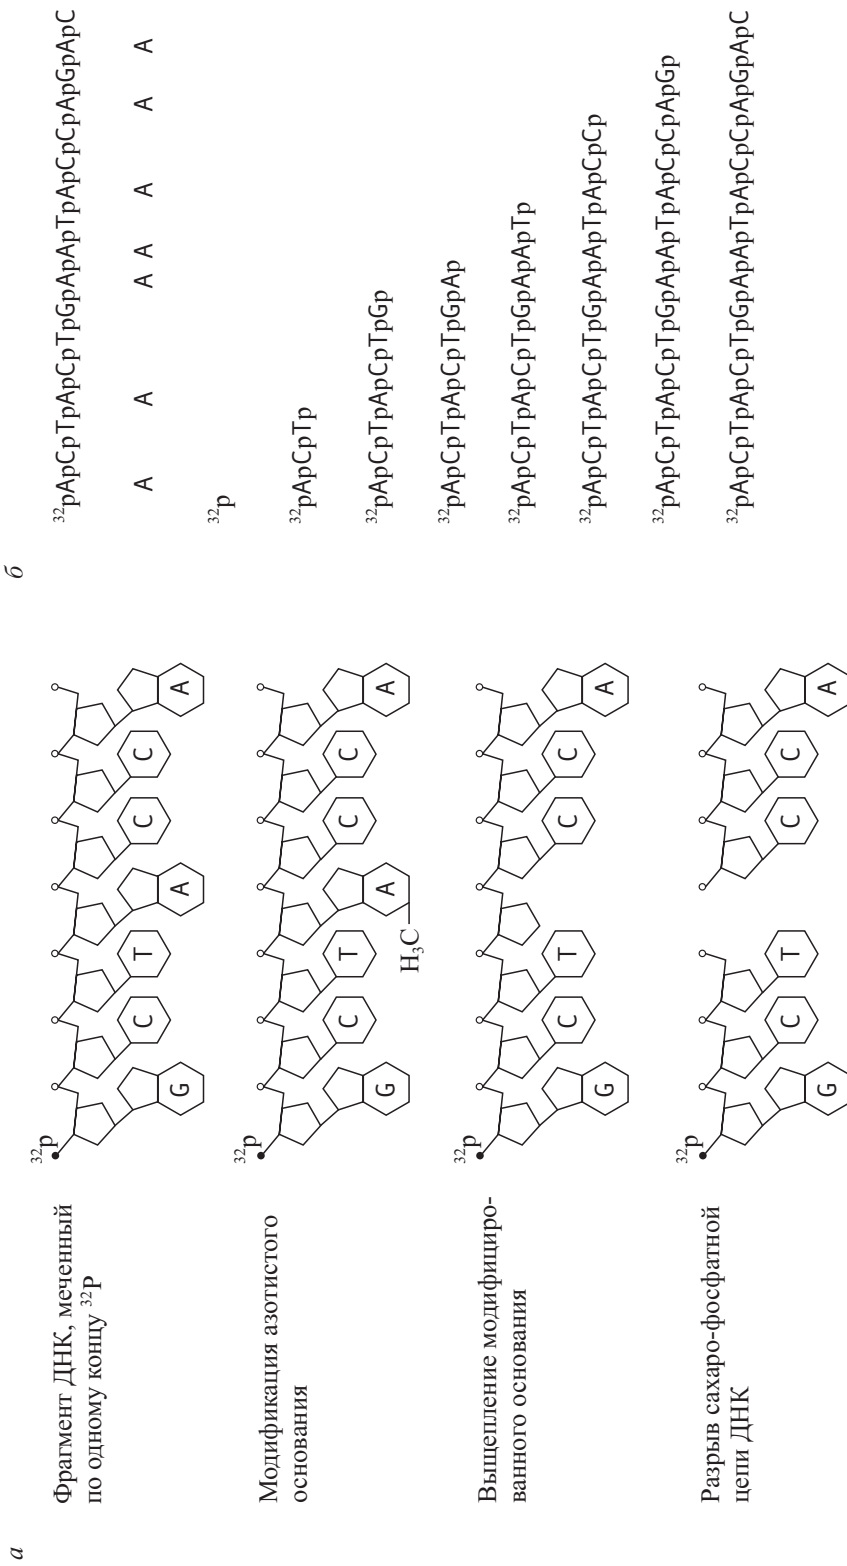 а
Фрагмент ДНК, меченный
по одному концу ³²P
³²p
G C T A C C A
Модификация азотистого
основания
³²p
G C T A C C A
H₃C
Выщепление модифициро-
ванного основания
³²p
G C T C C A
Разрыв сахаро-фосфатной
цепи ДНК
³²p
G C T C C A
б
³²pApCpTpApCpTpGpApApTpApCpCpApGpApC
A A A A A A A
³²p
³²pApCpTp
³²pApCpTpApCpTpGp
³²pApCpTpApCpTpGpAp
³²pApCpTpApCpTpGpApApTp
³²pApCpTpApCpTpGpApApTpApCpCp
³²pApCpTpApCpTpGpApApTpApCpCpApGp
³²pApCpTpApCpTpGpApApTpApCpCpApGpApC